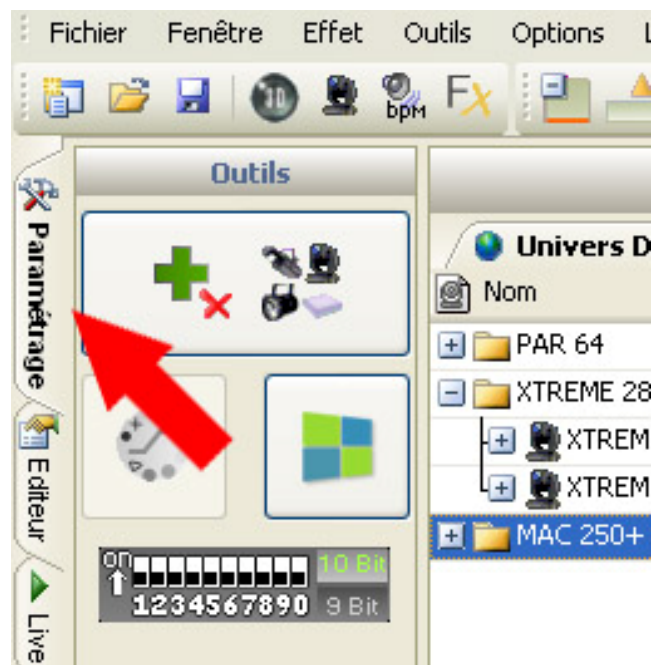 Fichier Fenêtre Effet Outils Options L
3D bpm Fx
Outils
Univers D
Nom
PAR 64
XTREME 28
XTREM
XTREM
MAC 250+
Paramétrage
Editeur
Live
on 10 Bit
1234567890 9 Bit